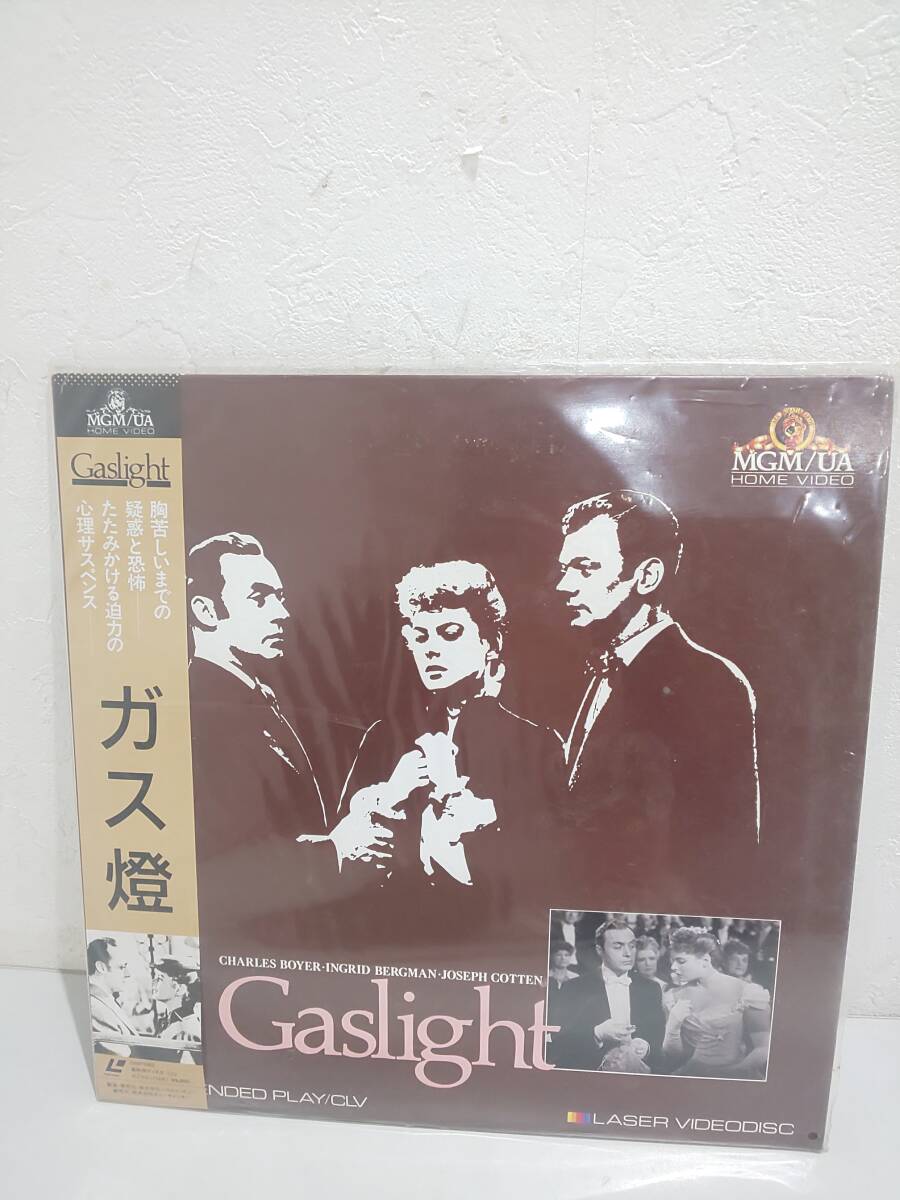 MGM/UA
HOME VIDEO
Gaslight
胸苦しいまでの
疑惑と恐怖――
たたみかける迫力の
心理サスペンス――
ガス燈
MGM/UA
HOME VIDEO
CHARLES BOYER·INGRID BERGMAN·JOSEPH COTTEN
Gaslight
ENDED PLAY/CLV
LASER VIDEODISC